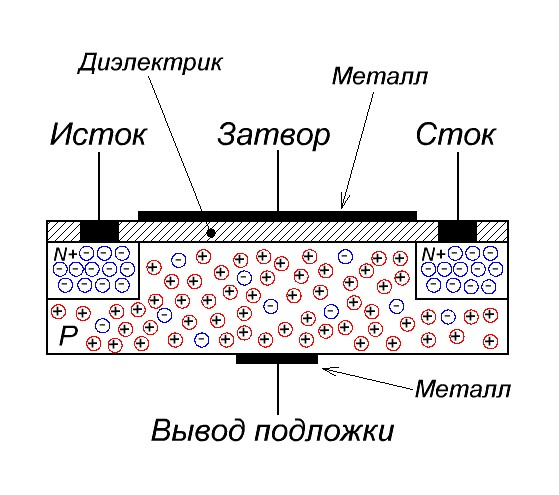 Диэлектрик
Металл
Исток
Затвор
Сток
N+
N+
P
Металл
Вывод подложки